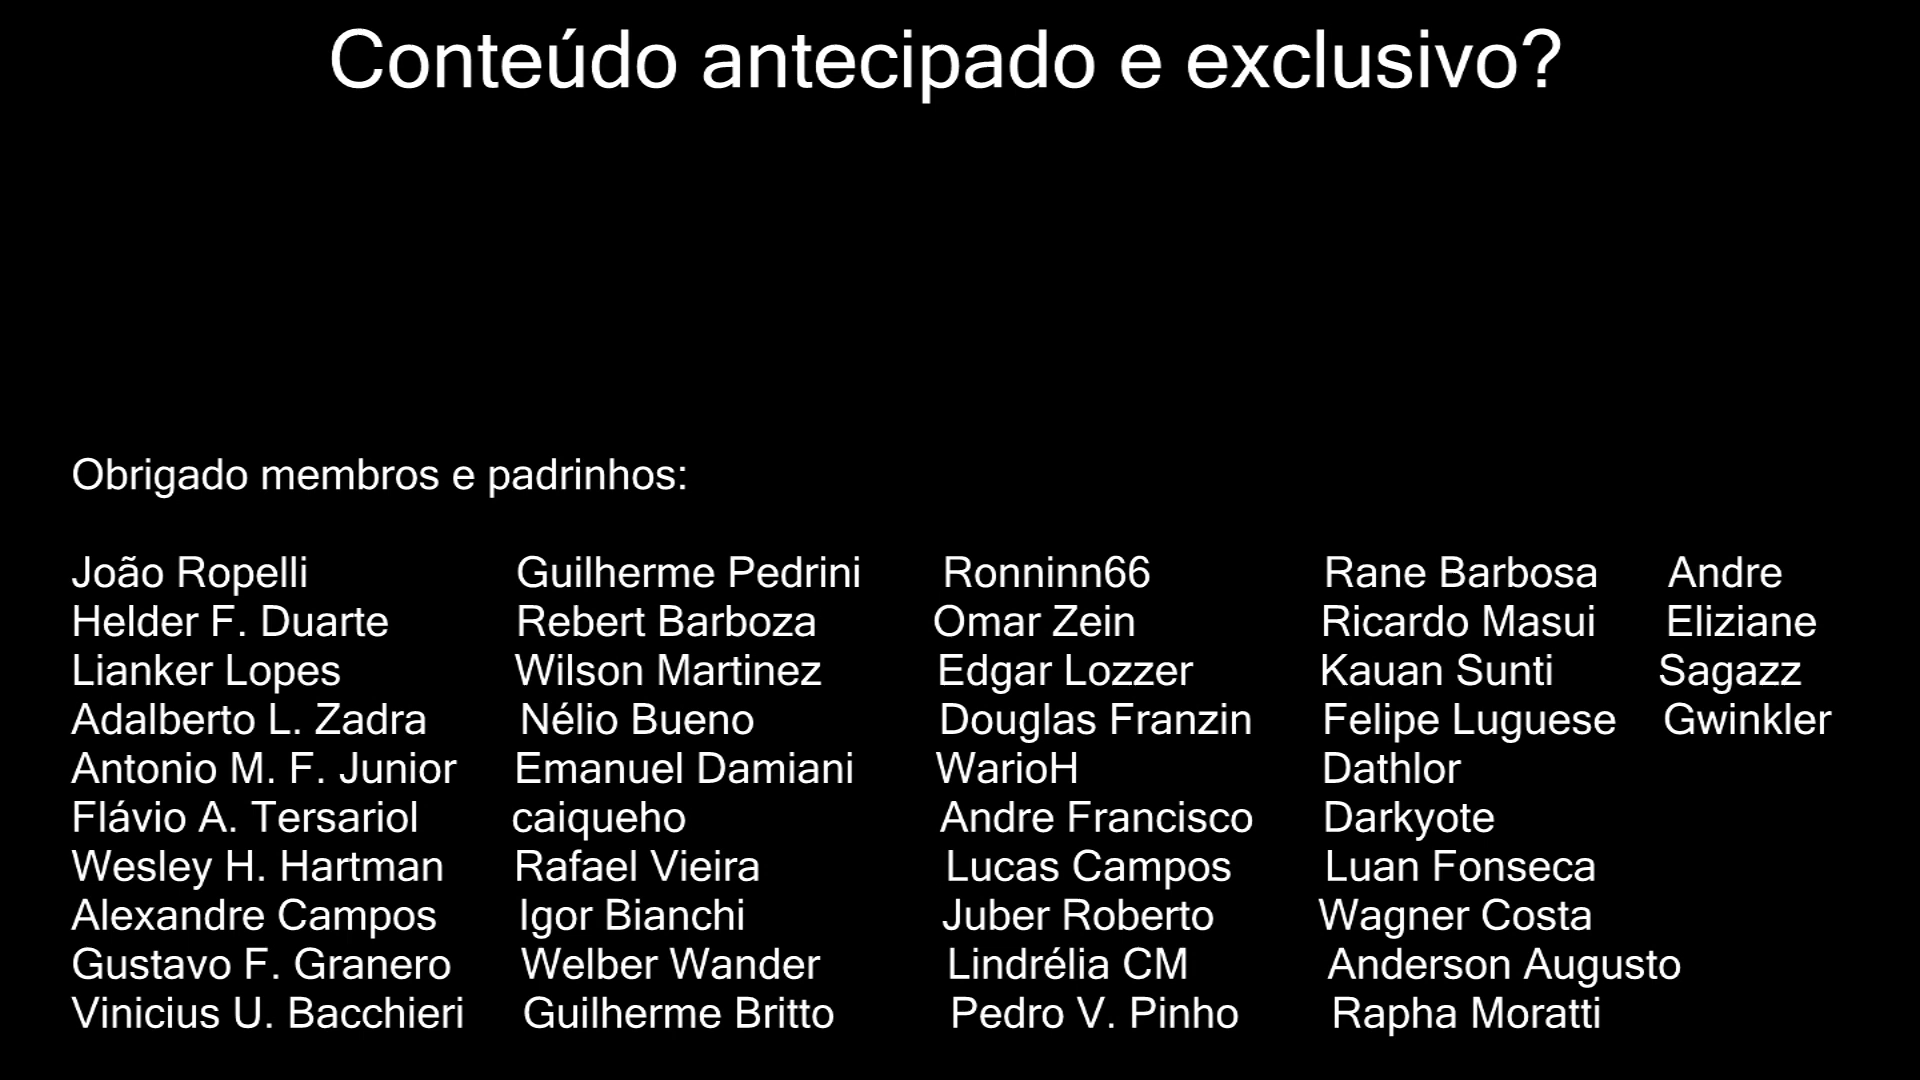 Conteúdo antecipado e exclusivo?
Obrigado membros e padrinhos:
João Ropelli Guilherme Pedrini Ronninn66 Rane Barbosa Andre
Helder F. Duarte Rebert Barboza Omar Zein Ricardo Masui Eliziane
Lianker Lopes Wilson Martinez Edgar Lozzer Kauan Sunti Sagazz
Adalberto L. Zadra Nélio Bueno Douglas Franzin Felipe Luguese Gwinkler
Antonio M. F. Junior Emanuel Damiani WarioH Dathlor
Flávio A. Tersariol caiqueho Andre Francisco Darkyote
Wesley H. Hartman Rafael Vieira Lucas Campos Luan Fonseca
Alexandre Campos Igor Bianchi Juber Roberto Wagner Costa
Gustavo F. Granero Welber Wander Lindrélia CM Anderson Augusto
Vinicius U. Bacchieri Guilherme Britto Pedro V. Pinho Rapha Moratti